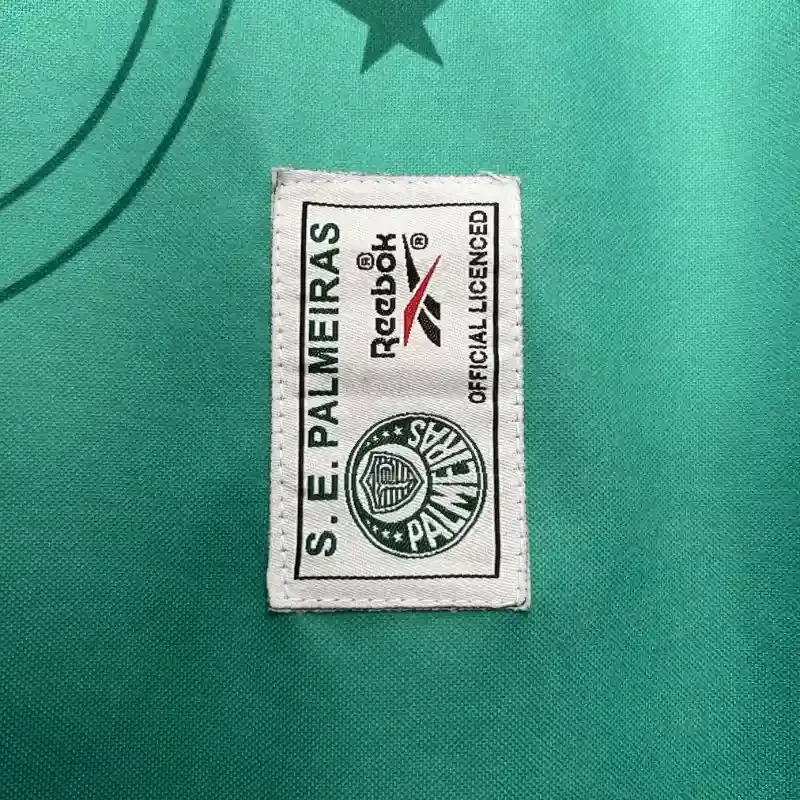 S. E. PALMEIRAS
PALMEIRAS
Reebok®
®
OFFICIAL LICENCED